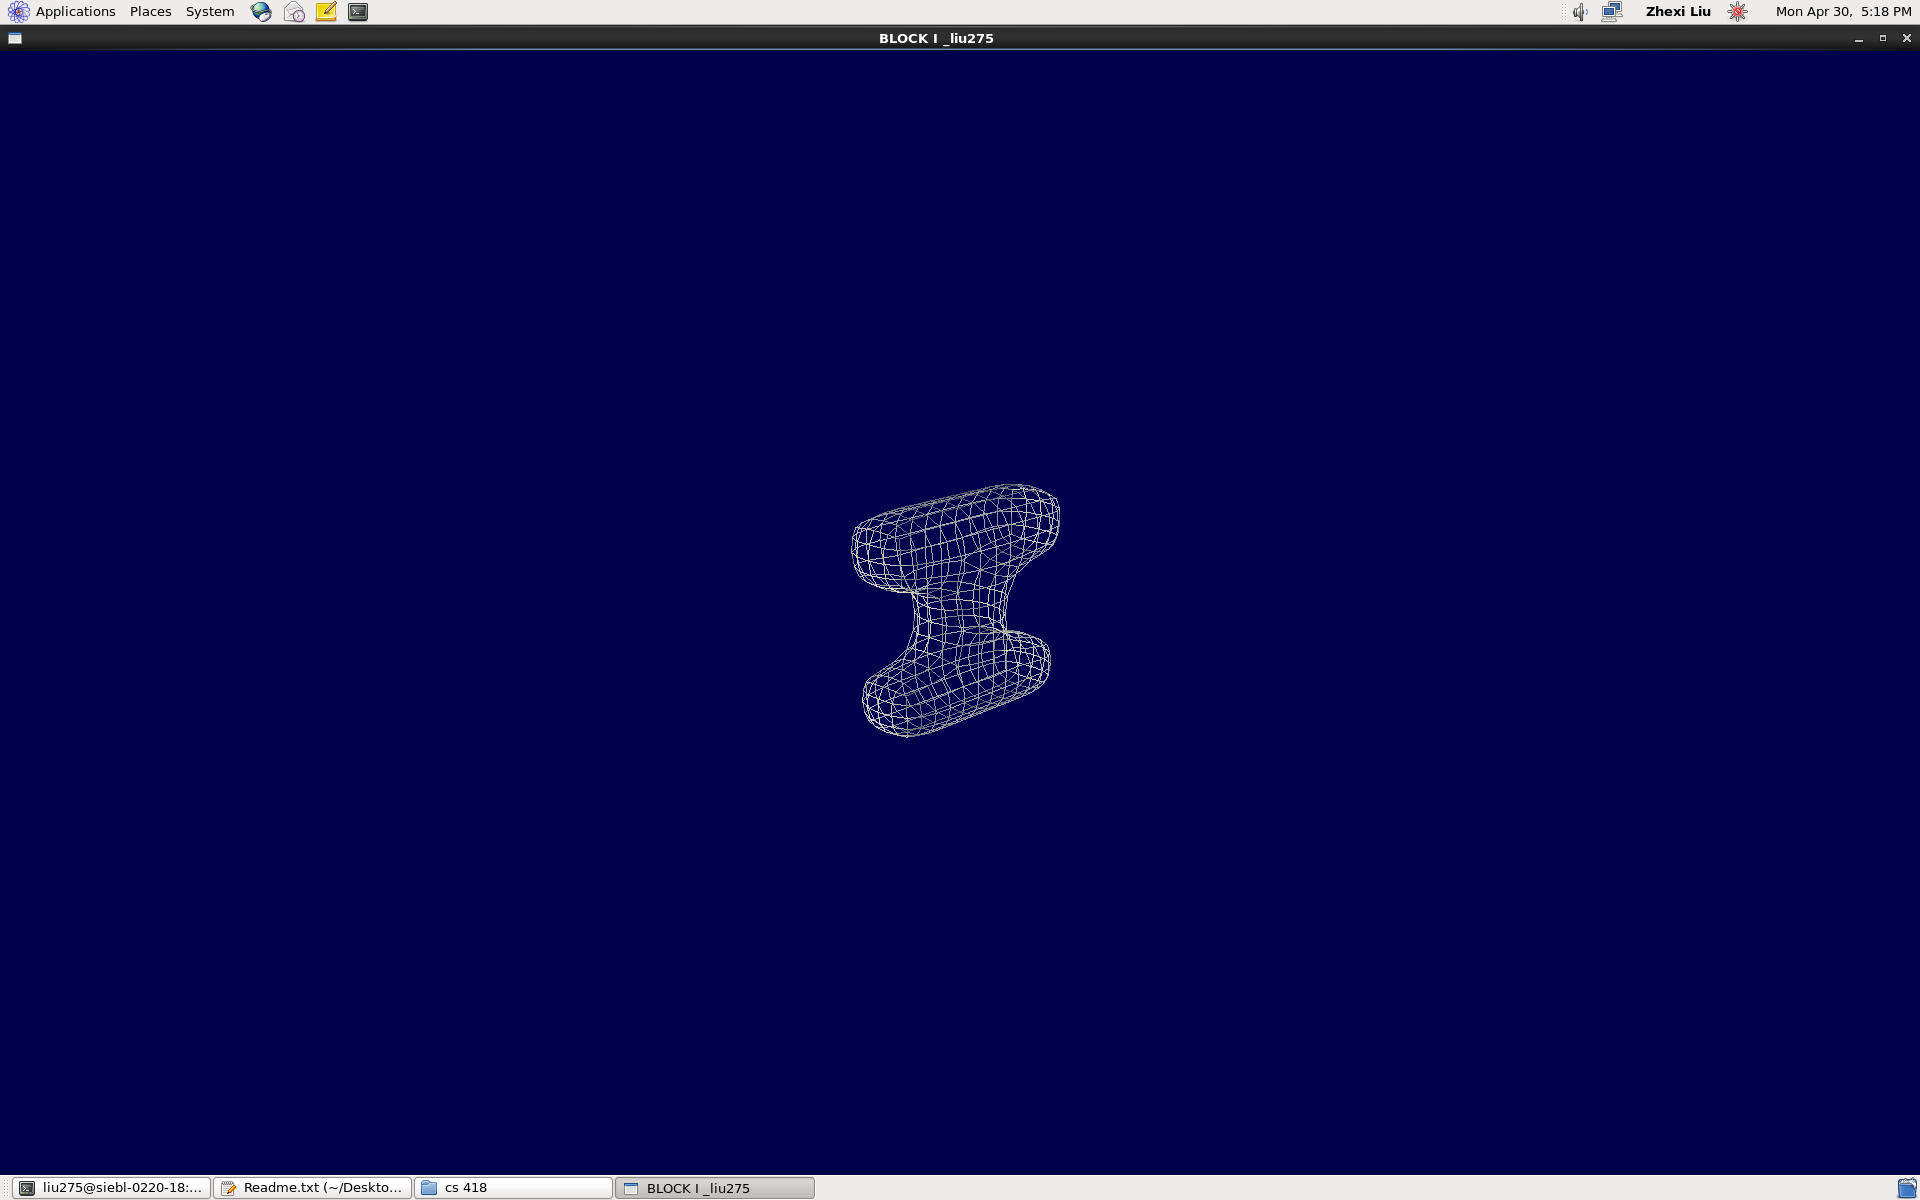 Applications Places System Zhexi Liu Mon Apr 30, 5:18 PM
BLOCK I _liu275
liu275@siebl-0220-18:... Readme.txt (~/Deskto... cs 418 BLOCK I _liu275